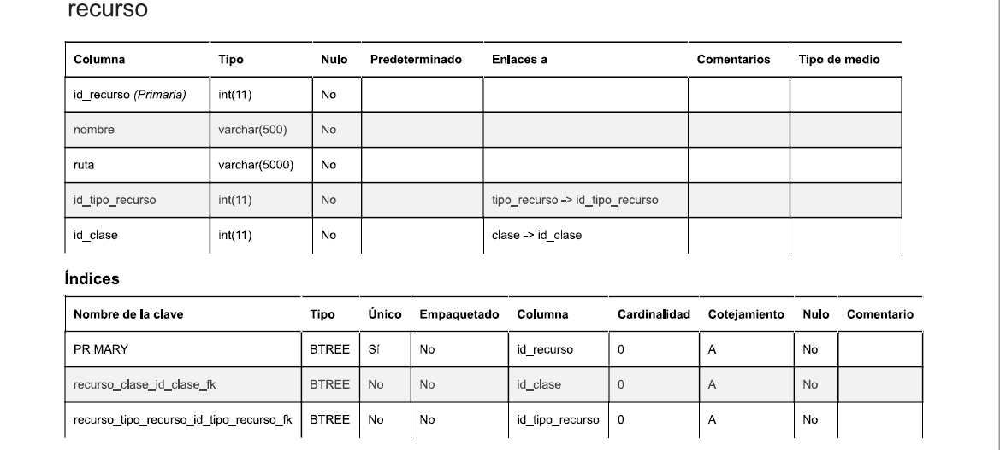 recurso
Columna Tipo Nulo Predeterminado Enlaces a Comentarios Tipo de medio
id_recurso (Primaria) int(11) No
nombre varchar(500) No
ruta varchar(5000) No
id_tipo_recurso int(11) No tipo_recurso -> id_tipo_recurso
id_clase int(11) No clase -> id_clase
Índices
Nombre de la clave Tipo Único Empaquetado Columna Cardinalidad Cotejamiento Nulo Comentario
PRIMARY BTREE Sí No id_recurso 0 A No
recurso_clase_id_clase_fk BTREE No No id_clase 0 A No
recurso_tipo_recurso_id_tipo_recurso_fk BTREE No No id_tipo_recurso 0 A No